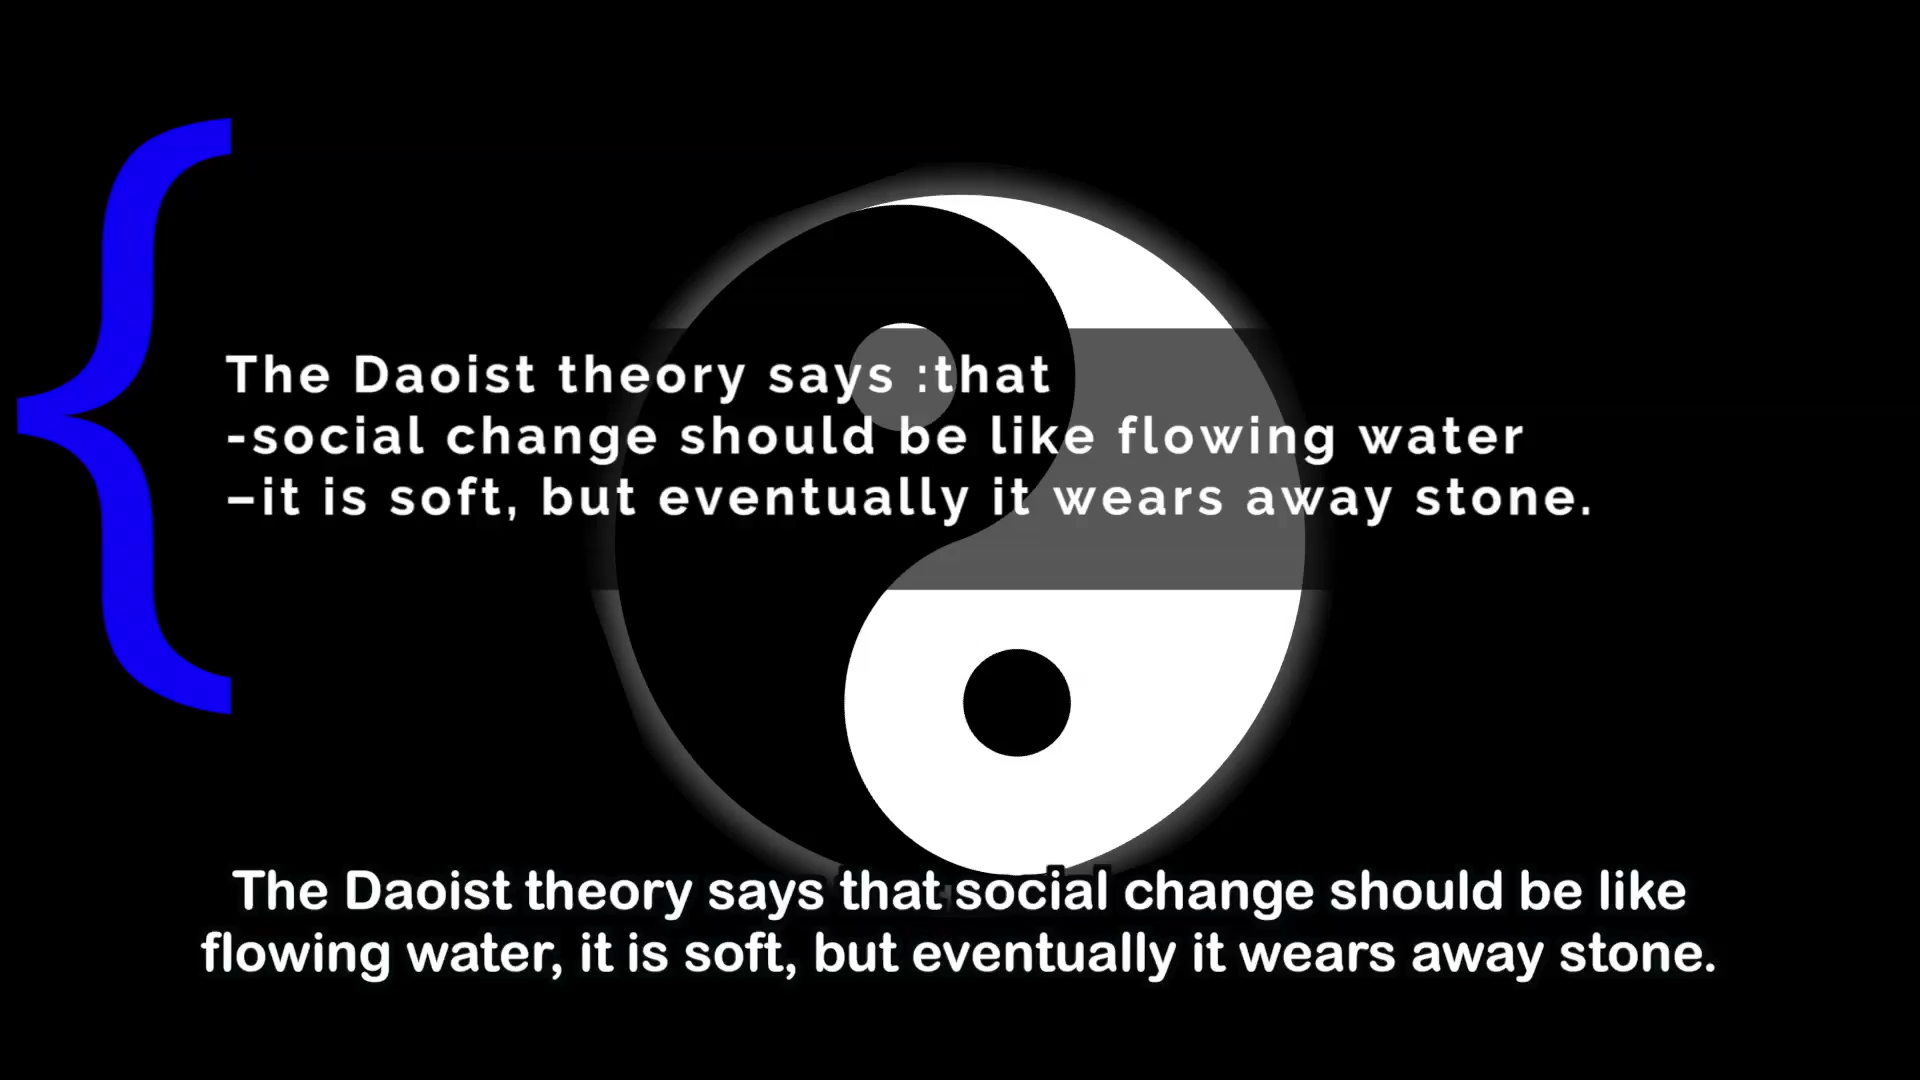 {
The Daoist theory says :that
-social change should be like flowing water
–it is soft, but eventually it wears away stone.
The Daoist theory says that social change should be like
flowing water, it is soft, but eventually it wears away stone.